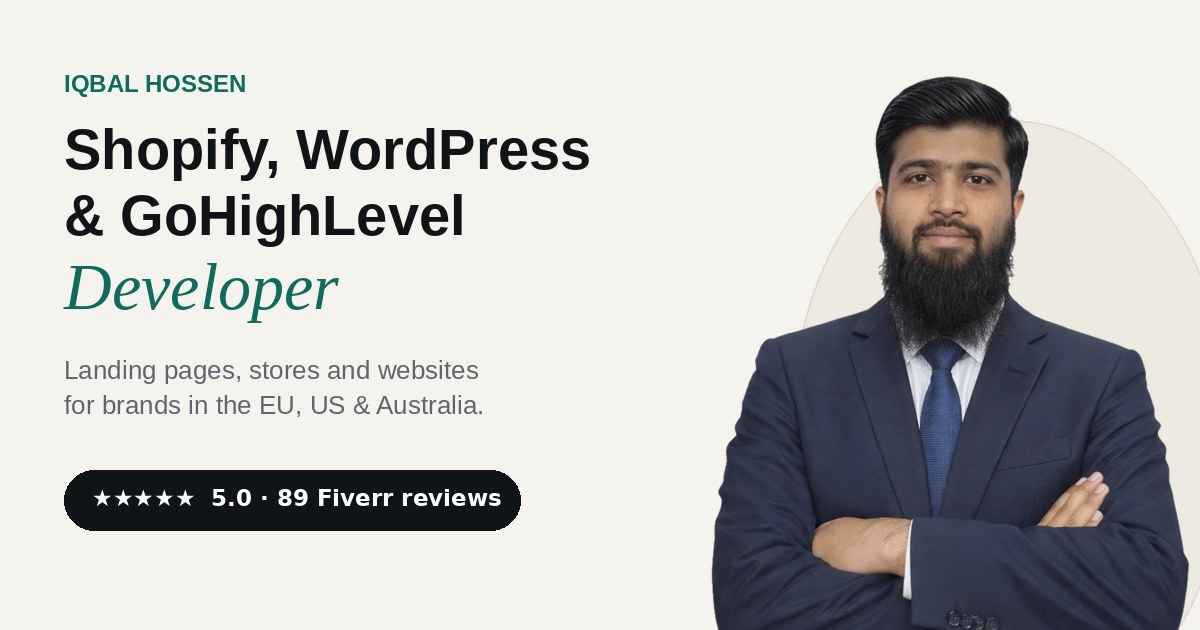 IQBAL HOSSEN
Shopify, WordPress
& GoHighLevel
Developer
Landing pages, stores and websites
for brands in the EU, US & Australia.
★★★★★ 5.0 · 89 Fiverr reviews